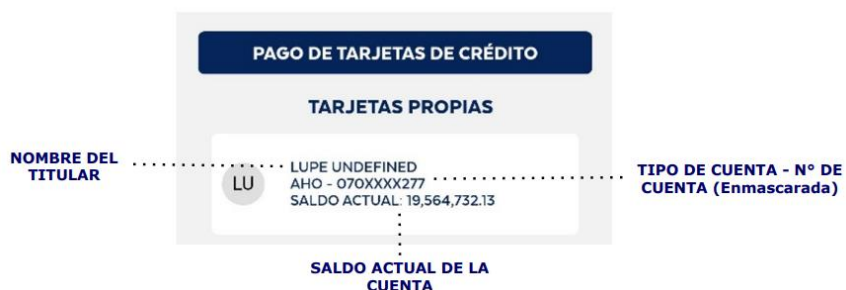 PAGO DE TARJETAS DE CRÉDITO
TARJETAS PROPIAS
NOMBRE DEL
TITULAR
LU
LUPE UNDEFINED
AHO - 070XXXX277
SALDO ACTUAL: 19,564,732.13
TIPO DE CUENTA - N° DE
CUENTA (Enmascarada)
SALDO ACTUAL DE LA
CUENTA